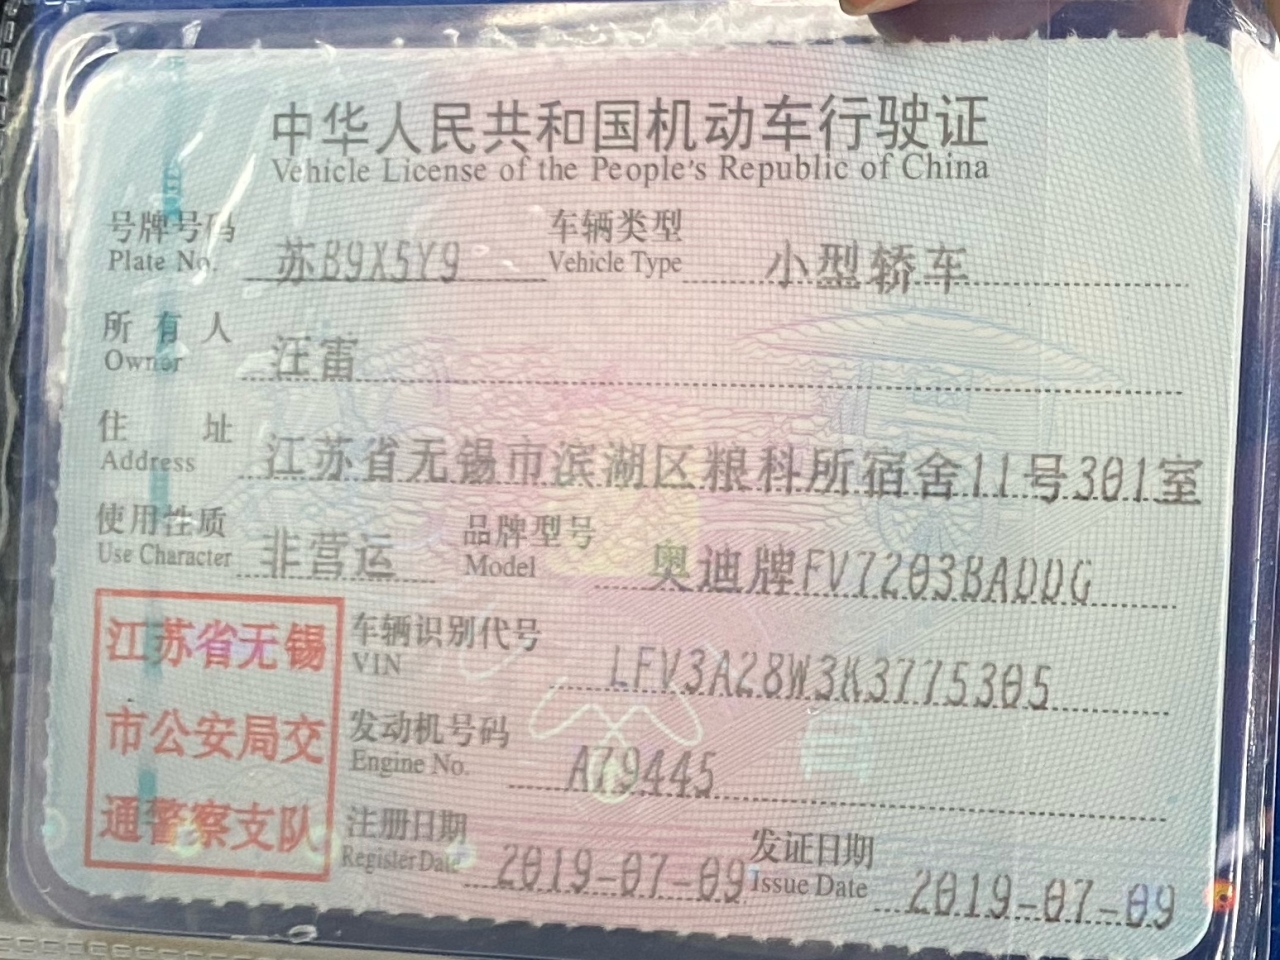 中华人民共和国机动车行驶证
Vehicle License of the People's Republic of China
号牌号码 苏B9X5Y9 车辆类型 小型轿车
Plate No. Vehicle Type
所有人 汪雷
Owner
住址 江苏省无锡市滨湖区粮科所宿舍11号301室
Address
使用性质 非营运 品牌型号 奥迪牌FV7203BADDG
Use Character Model
江苏省无锡
市公安局交
通警察支队
车辆识别代号 LFV3A28W3K3775305
VIN
发动机号码 A79445
Engine No.
注册日期 2019-07-09 发证日期 2019-07-09
Register Date Issue Date